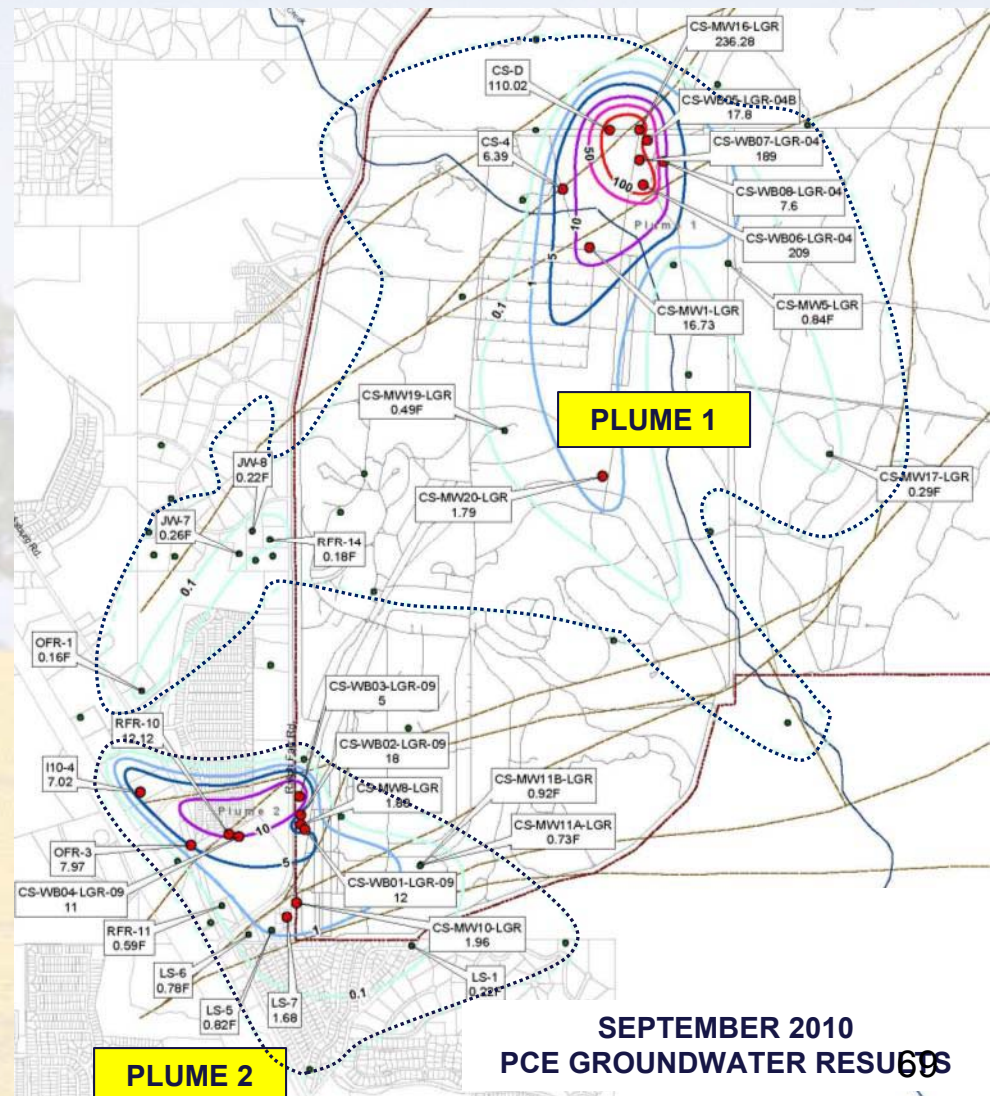 CS-MW16-LGR
236.28
CS-D
110.02
CS-WB05-LGR-04B
17.8
CS-4
6.39
CS-WB07-LGR-04
189
50
100
CS-WB08-LGR-04
7.6
10
Plume 1
CS-WB06-LGR-04
209
5
1
0.1
CS-MW5-LGR
0.84F
CS-MW1-LGR
16.73
CS-MW19-LGR
0.49F
PLUME 1
JW-8
0.22F
CS-MW20-LGR
1.79
CS-MW17-LGR
0.29F
JW-7
0.26F
RFR-14
0.18F
0.1
OFR-1
0.16F
CS-WB03-LGR-09
5
RFR-10
12.12
CS-WB02-LGR-09
18
I10-4
7.02
CS-MW8-LGR
CS-MW11B-LGR
0.92F
Plume 2
10
CS-MW11A-LGR
0.73F
OFR-3
7.97
5
CS-WB04-LGR-09
11
CS-WB01-LGR-09
12
RFR-11
0.59F
CS-MW10-LGR
1.96
1
LS-6
0.78F
LS-5
0.82F
LS-7
1.68
0.1
LS-1
0.22F
SEPTEMBER 2010
PCE GROUNDWATER RESULTS
69
PLUME 2